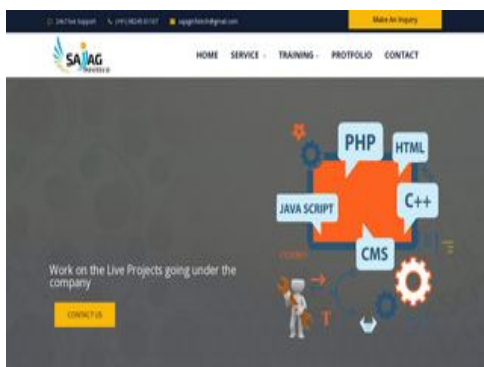 24x7 live Support
Make An Inquiry
SAJAG
HOME SERVICE TRAINING PROTFOLIO CONTACT
PHP
HTML
JAVA SCRIPT
C++
CMS
Work on the Live Projects going under the
company
CONTACT US
T